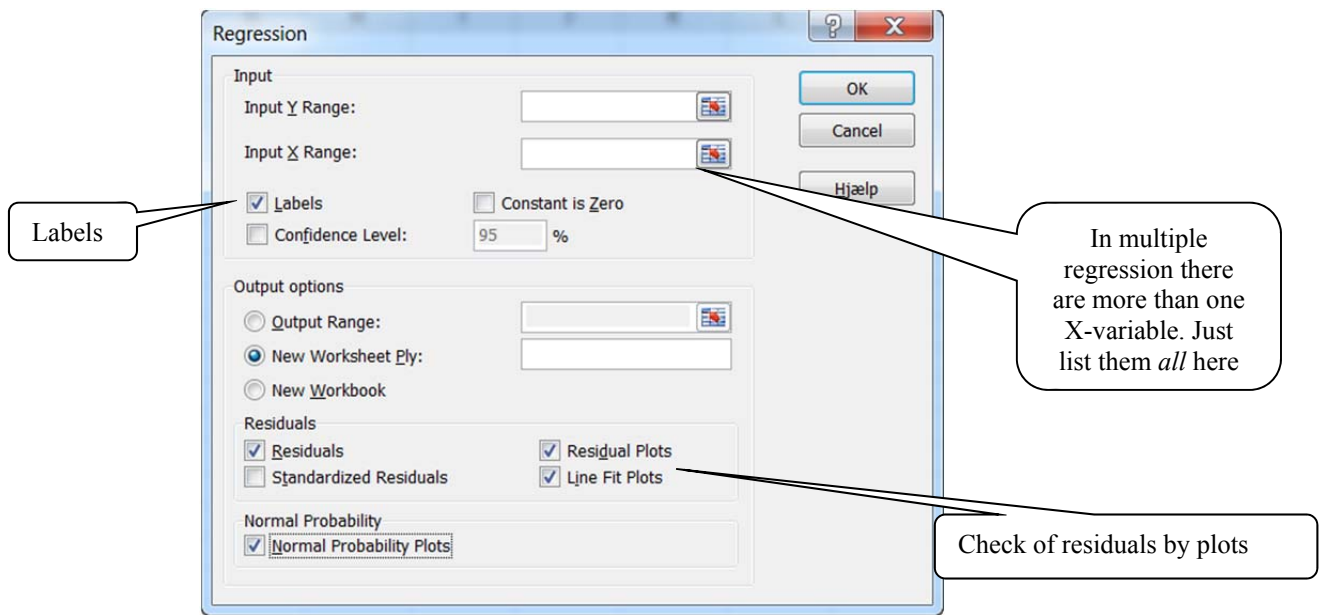 Regression
Input
Input Y Range:
Input X Range:
Labels
Constant is Zero
Confidence Level:
95
%
Output options
Output Range:
New Worksheet Ply:
New Workbook
Residuals
Residuals
Residual Plots
Standardized Residuals
Line Fit Plots
Normal Probability
Normal Probability Plots
OK
Cancel
Hjælp
Labels
In multiple
regression there
are more than one
X-variable. Just
list them all here
Check of residuals by plots